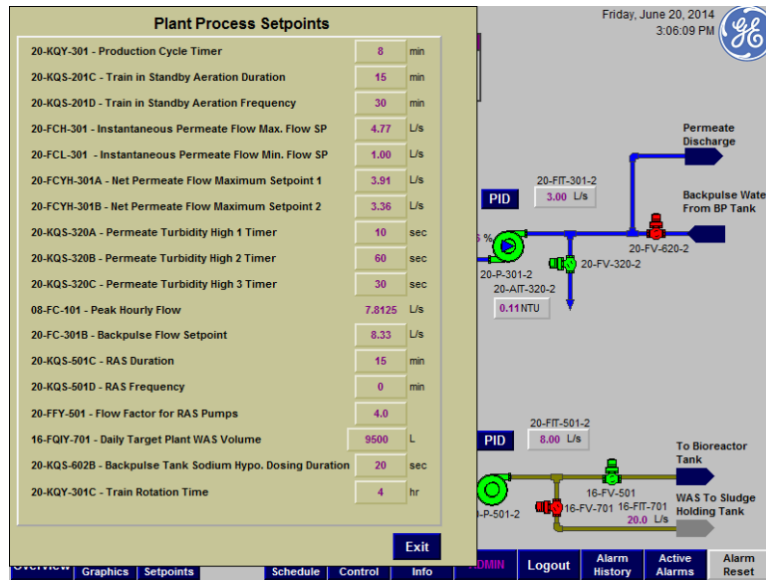 Plant Process Setpoints
20-KQY-301 - Production Cycle Timer 8 min
20-KQS-201C - Train in Standby Aeration Duration 15 min
20-KQS-201D - Train in Standby Aeration Frequency 30 min
20-FCH-301 - Instantaneous Permeate Flow Max. Flow SP 4.77 L/s
20-FCL-301 - Instantaneous Permeate Flow Min. Flow SP 1.00 L/s
20-FCYH-301A - Net Permeate Flow Maximum Setpoint 1 3.91 L/s
20-FCYH-301B - Net Permeate Flow Maximum Setpoint 2 3.36 L/s
20-KQS-320A - Permeate Turbidity High 1 Timer 10 sec
20-KQS-320B - Permeate Turbidity High 2 Timer 60 sec
20-KQS-320C - Permeate Turbidity High 3 Timer 30 sec
08-FC-101 - Peak Hourly Flow 7.8125 L/s
20-FC-301B - Backpulse Flow Setpoint 8.33 L/s
20-KQS-501C - RAS Duration 15 min
20-KQS-501D - RAS Frequency 0 min
20-FFY-501 - Flow Factor for RAS Pumps 4.0
16-FQIY-701 - Daily Target Plant WAS Volume 9500 L
20-KQS-602B - Backpulse Tank Sodium Hypo. Dosing Duration 20 sec
20-KQY-301C - Train Rotation Time 4 hr
Exit
Friday, June 20, 2014
3:06:09 PM
GE
Permeate
Discharge
20-FIT-301-2
PID 3.00 L/s
Backpulse Wate
From BP Tank
%
20-FV-620-2
20-P-301-2
20-FV-320-2
20-AIT-320-2
0.11 NTU
20-FIT-501-2
PID 8.00 L/s
To Bioreactor
Tank
16-FV-501
-P-501-2
16-FV-701
16-FIT-701
20.0 L/s
WAS To Sludge
Holding Tank
Overview
Graphics
Setpoints
Schedule
Control
Info
ADMIN
Logout
Alarm
History
Active
Alarms
Alarm
Reset